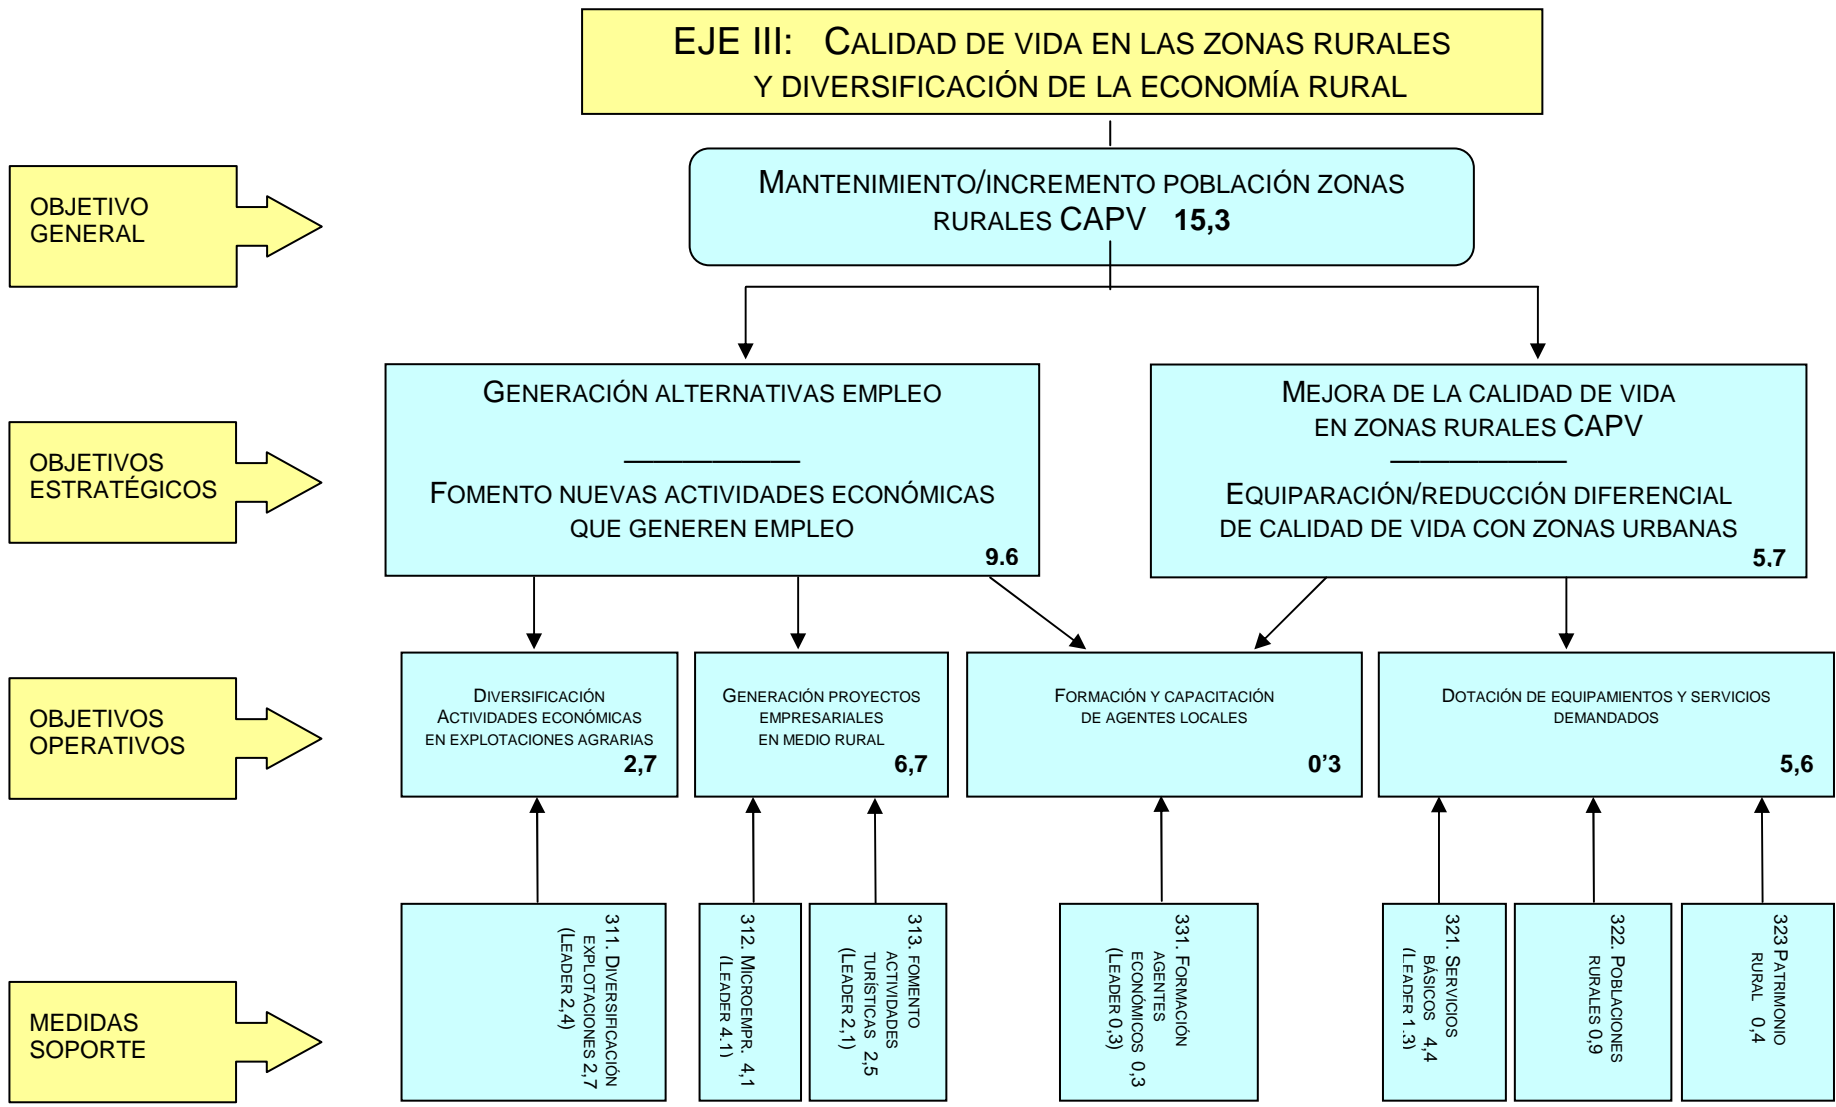 EJE III: CALIDAD DE VIDA EN LAS ZONAS RURALES
Y DIVERSIFICACIÓN DE LA ECONOMÍA RURAL
OBJETIVO
GENERAL
MANTENIMIENTO/INCREMENTO POBLACIÓN ZONAS
RURALES CAPV 15,3
OBJETIVOS
ESTRATÉGICOS
GENERACIÓN ALTERNATIVAS EMPLEO
FOMENTO NUEVAS ACTIVIDADES ECONÓMICAS
QUE GENEREN EMPLEO
9.6
MEJORA DE LA CALIDAD DE VIDA
EN ZONAS RURALES CAPV
EQUIPARACIÓN/REDUCCIÓN DIFERENCIAL
DE CALIDAD DE VIDA CON ZONAS URBANAS
5,7
OBJETIVOS
OPERATIVOS
DIVERSIFICACIÓN
ACTIVIDADES ECONÓMICAS
EN EXPLOTACIONES AGRARIAS
2,7
GENERACIÓN PROYECTOS
EMPRESARIALES
EN MEDIO RURAL
6,7
FORMACIÓN Y CAPACITACIÓN
DE AGENTES LOCALES
0'3
DOTACIÓN DE EQUIPAMIENTOS Y SERVICIOS
DEMANDADOS
5,6
MEDIDAS
SOPORTE
311. DIVERSIFICACIÓN
EXPLOTACIONES 2,7
(LEADER 2,4)
312. MICROEMPR. 4,1
(LEADER 4.1)
313. FOMENTO
ACTIVIDADES
TURÍSTICAS 2,5
(LEADER 2,1)
331. FORMACIÓN
AGENTES
ECONÓMICOS 0,3
(LEADER 0,3)
321. SERVICIOS
BÁSICOS 4,4
(LEADER 1.3)
322. POBLACIONES
RURALES 0,9
323 PATRIMONIO
RURAL 0,4